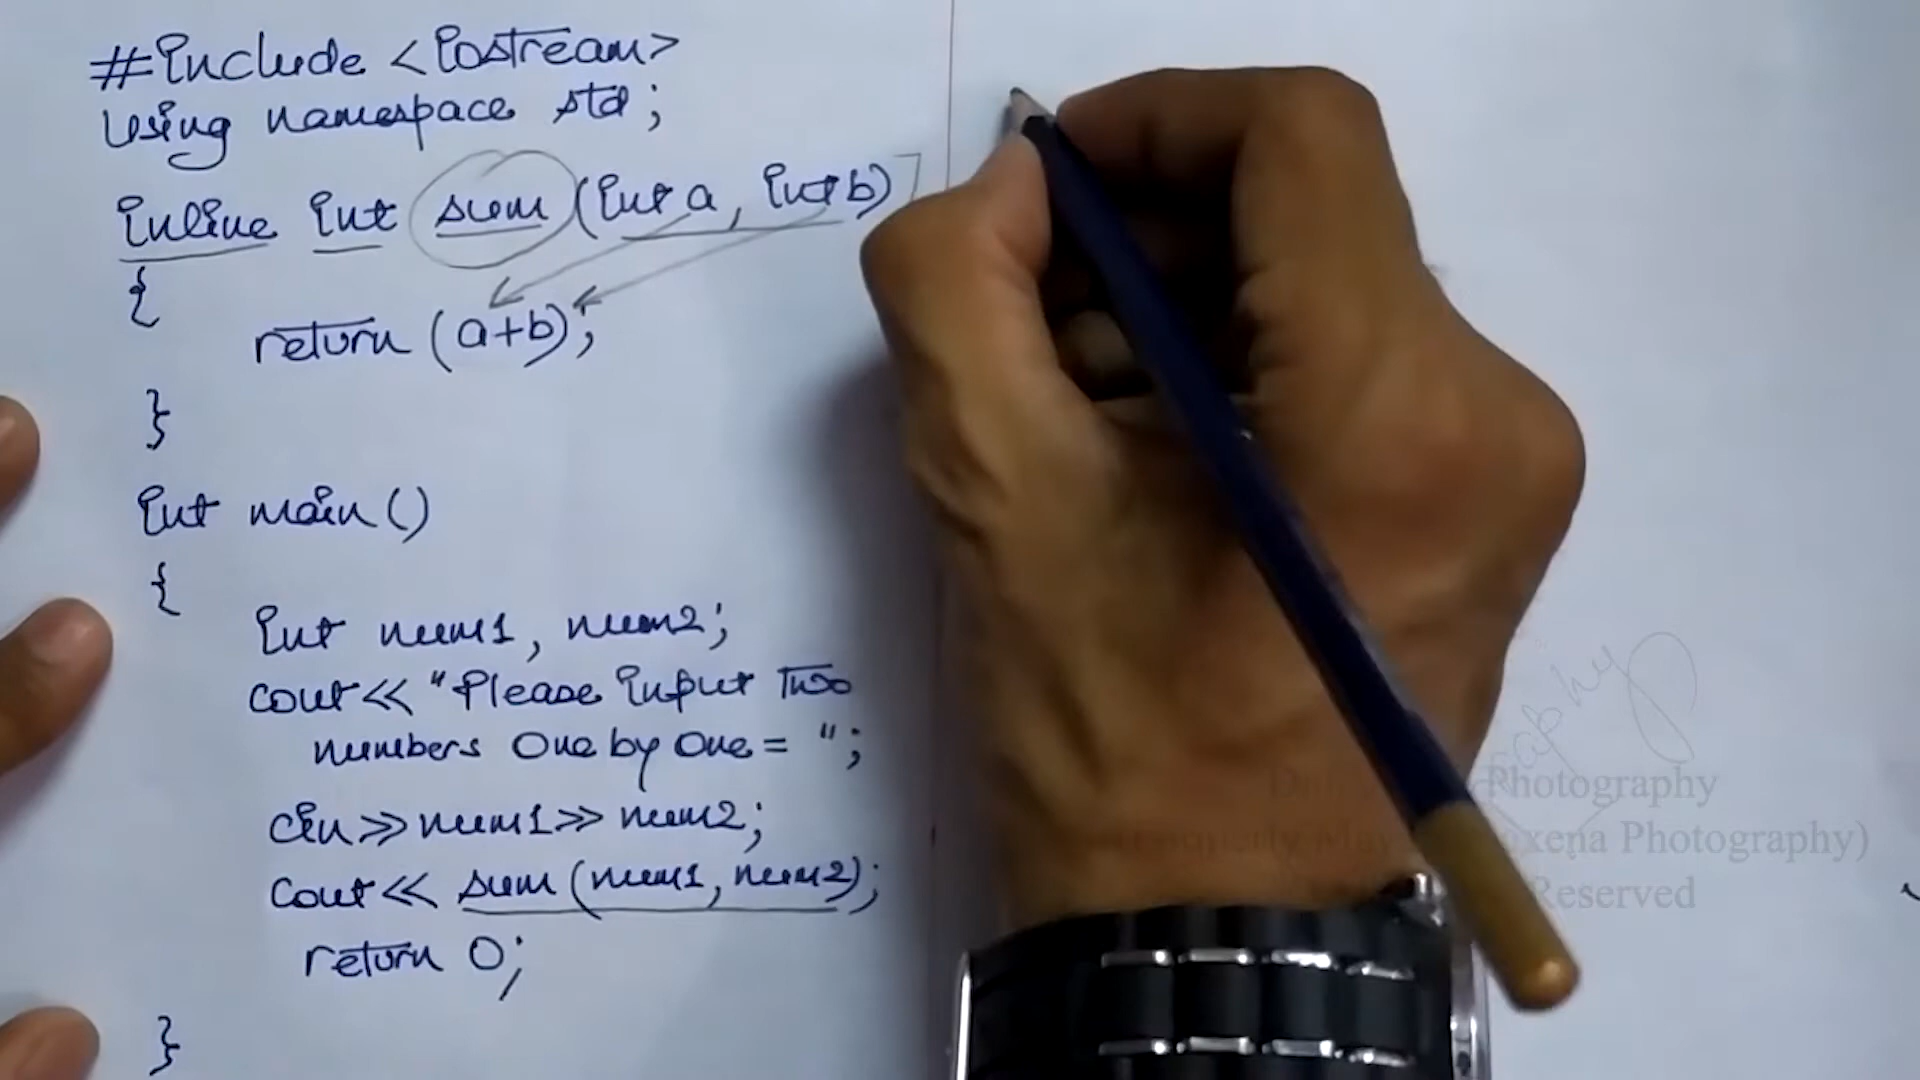 #include <iostream>
using namespace std;
inline int sum (int a, int b)
{
return (a+b);
}
int main ()
{
int num1, num2;
cout << "Please input Two
numbers One by One = ";
cin >> num1 >> num2;
cout << sum (num1, num2);
return 0;
}
Photography
Photography)
Reserved